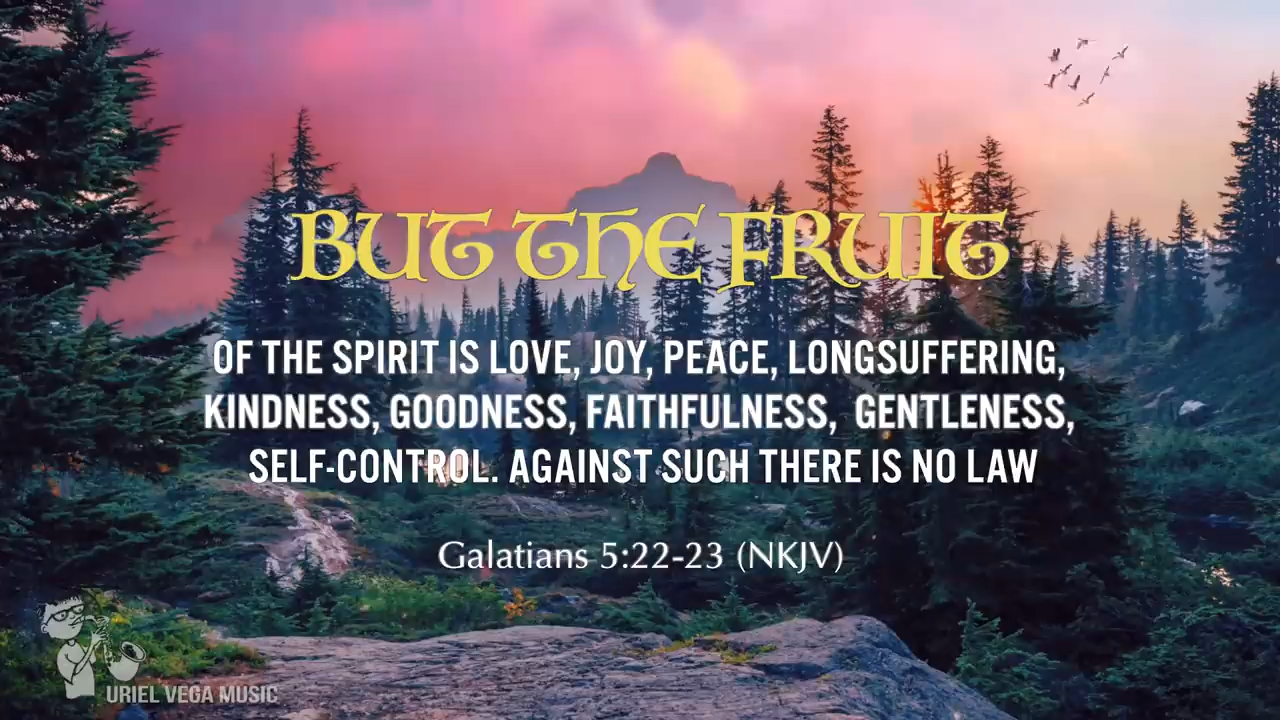 BUT THE FRUIT
OF THE SPIRIT IS LOVE, JOY, PEACE, LONGSUFFERING,
KINDNESS, GOODNESS, FAITHFULNESS, GENTLENESS,
SELF-CONTROL. AGAINST SUCH THERE IS NO LAW
Galatians 5:22-23 (NKJV)
URIEL VEGA MUSIC